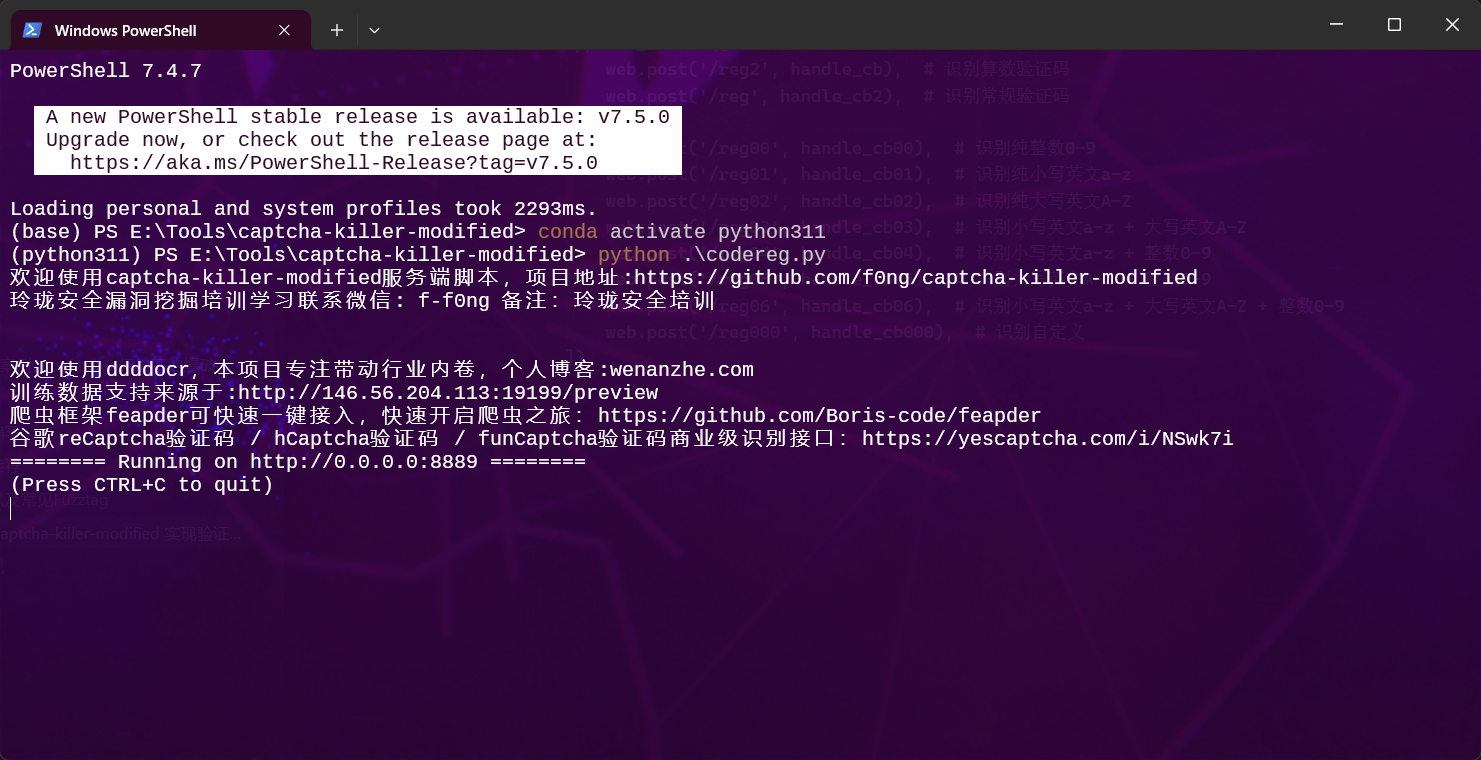 Windows PowerShell
PowerShell 7.4.7
web.post('/reg2', handle_cb), # 识别算数验证码
web.post('/reg', handle_cb2), # 识别常规验证码
A new PowerShell stable release is available: v7.5.0
Upgrade now, or check out the release page at:
https://aka.ms/PowerShell-Release?tag=v7.5.0
('/reg00', handle_cb00), # 识别纯整数0-9
web.post('/reg01', handle_cb01), # 识别纯小写英文a-z
web.post('/reg02', handle_cb02), # 识别纯大写英文A-Z
Loading personal and system profiles took 2293ms.
(base) PS E:\Tools\captcha-killer-modified> conda activate python311
handle_cb03), # 识别小写英文a-z + 大写英文A-Z
(python311) PS E:\Tools\captcha-killer-modified> python .\codereg.py
handle_cb04), # 识别小写英文a-z + 整数0-9
欢迎使用captcha-killer-modified服务端脚本，项目地址:https://github.com/f0ng/captcha-killer-modified
玲珑安全漏洞挖掘培训学习联系微信: f-f0ng 备注: 玲珑安全培训
handle_cb06), # 识别小写英文a-z + 大写英文A-Z + 整数0-9
web.post('/reg000', handle_cb000), # 识别自定义
])
欢迎使用ddddocr，本项目专注带动行业内卷，个人博客:wenanzhe.com
训练数据支持来源于:http://146.56.204.113:19199/preview
爬虫框架feapder可快速一键接入，快速开启爬虫之旅：https://github.com/Boris-code/feapder
谷歌reCaptcha验证码 / hCaptcha验证码 / funCaptcha验证码商业级识别接口：https://yescaptcha.com/i/NSwk7i
======== Running on http://0.0.0.0:8889 ========
(Press CTRL+C to quit)
aptcha-killer-modified 实现验证...